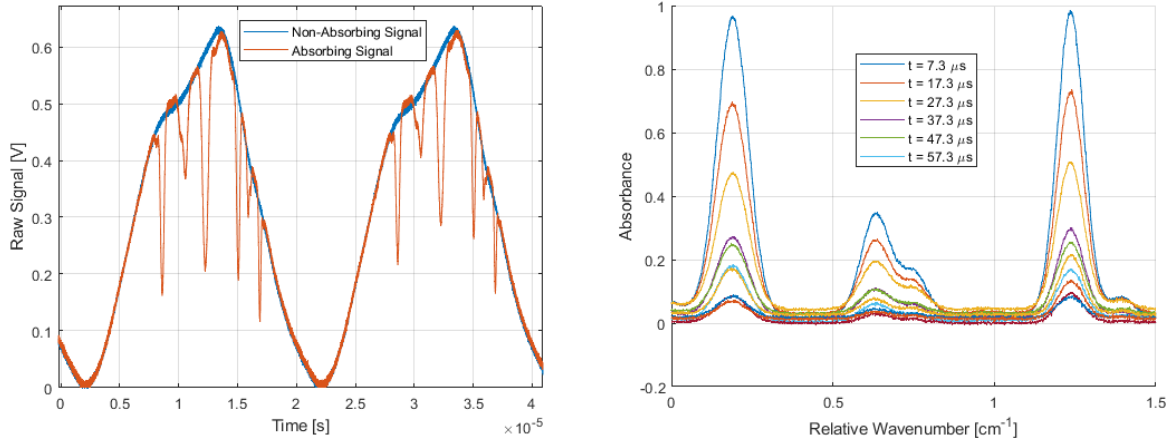 Non-Absorbing Signal
Absorbing Signal
Raw Signal [V]
0.6
0.5
0.4
0.3
0.2
0.1
0
0 0.5 1 1.5 2 2.5 3 3.5 4
Time [s]
× 10⁻⁵
t = 7.3 μs
t = 17.3 μs
t = 27.3 μs
t = 37.3 μs
t = 47.3 μs
t = 57.3 μs
Absorbance
1
0.8
0.6
0.4
0.2
0
-0.2
0 0.5 1 1.5
Relative Wavenumber [cm⁻¹]